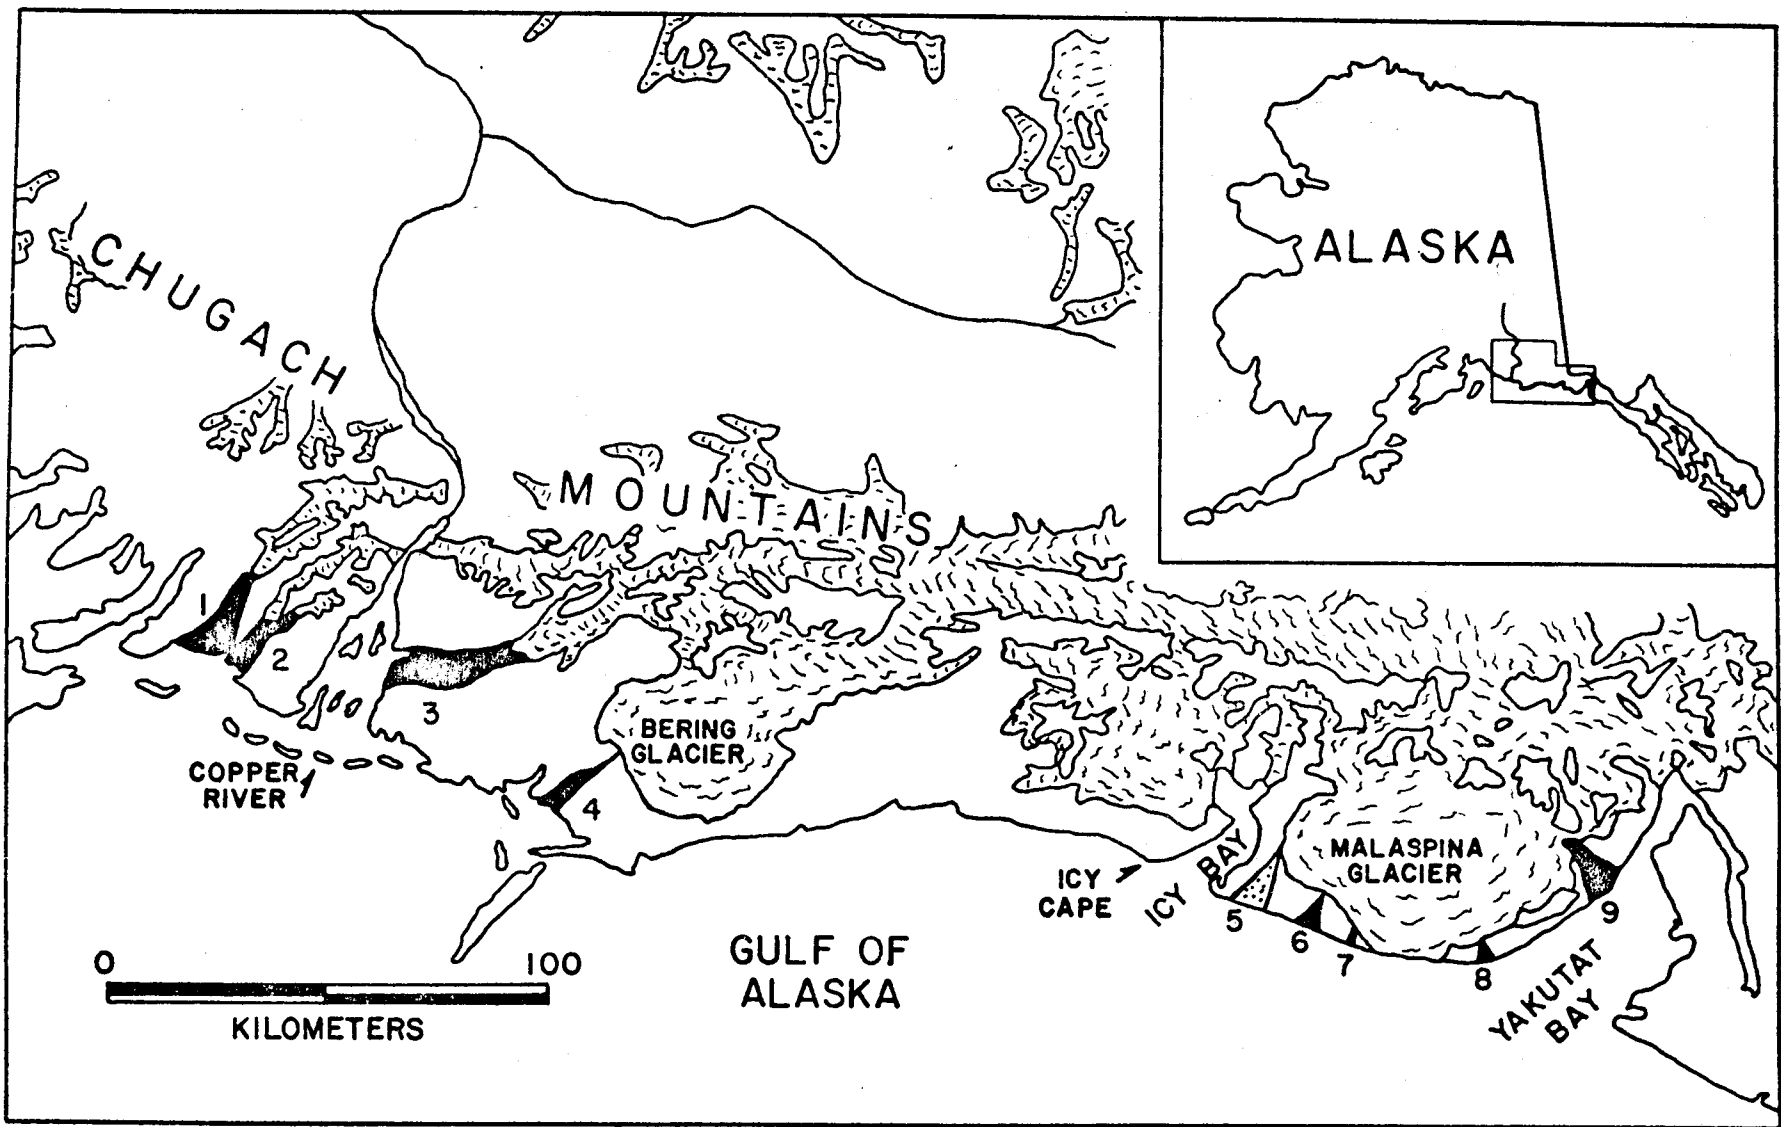 ALASKA
CHUGACH
MOUNTAINS
1
2
3
4
BERING
GLACIER
COPPER
RIVER
MALASPINA
GLACIER
ICY
CAPE
ICY BAY
5
6
7
8
9
YAKUTAT
BAY
GULF OF
ALASKA
0 100
KILOMETERS